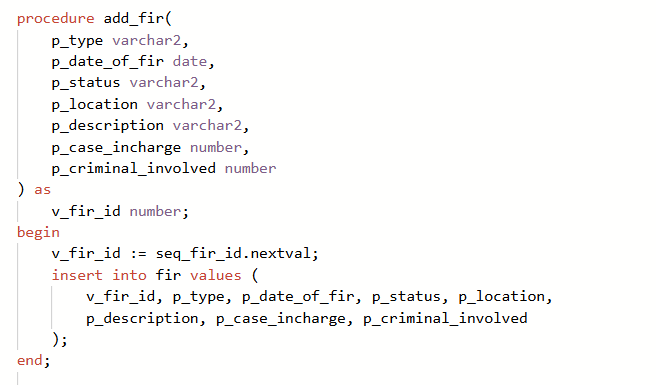 procedure add_fir(
    p_type varchar2,
    p_date_of_fir date,
    p_status varchar2,
    p_location varchar2,
    p_description varchar2,
    p_case_incharge number,
    p_criminal_involved number
) as
    v_fir_id number;
begin
    v_fir_id := seq_fir_id.nextval;
    insert into fir values (
        v_fir_id, p_type, p_date_of_fir, p_status, p_location,
        p_description, p_case_incharge, p_criminal_involved
    );
end;